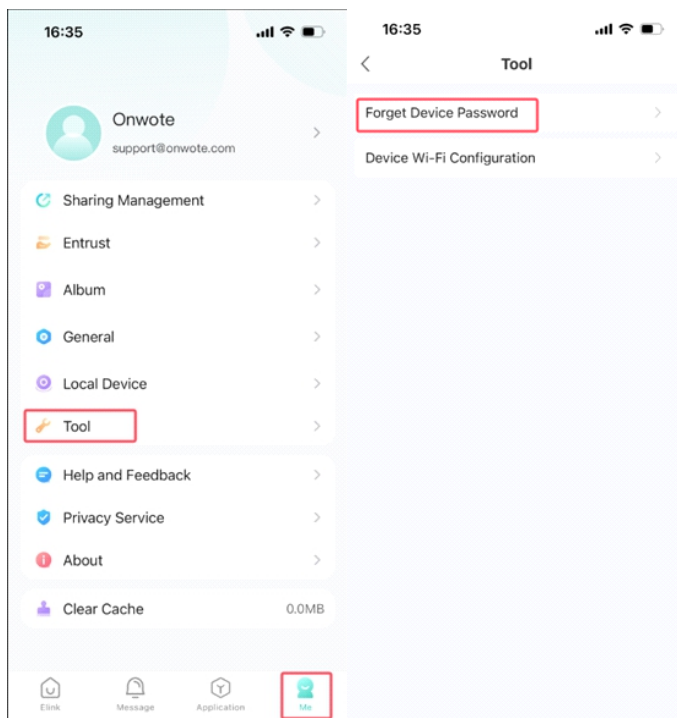 16:35
Onwote
support@onwote.com
Sharing Management
Entrust
Album
General
Local Device
Tool
Help and Feedback
Privacy Service
About
Clear Cache 0.0MB
Elink Message Application Me
16:35
Tool
Forget Device Password
Device Wi-Fi Configuration